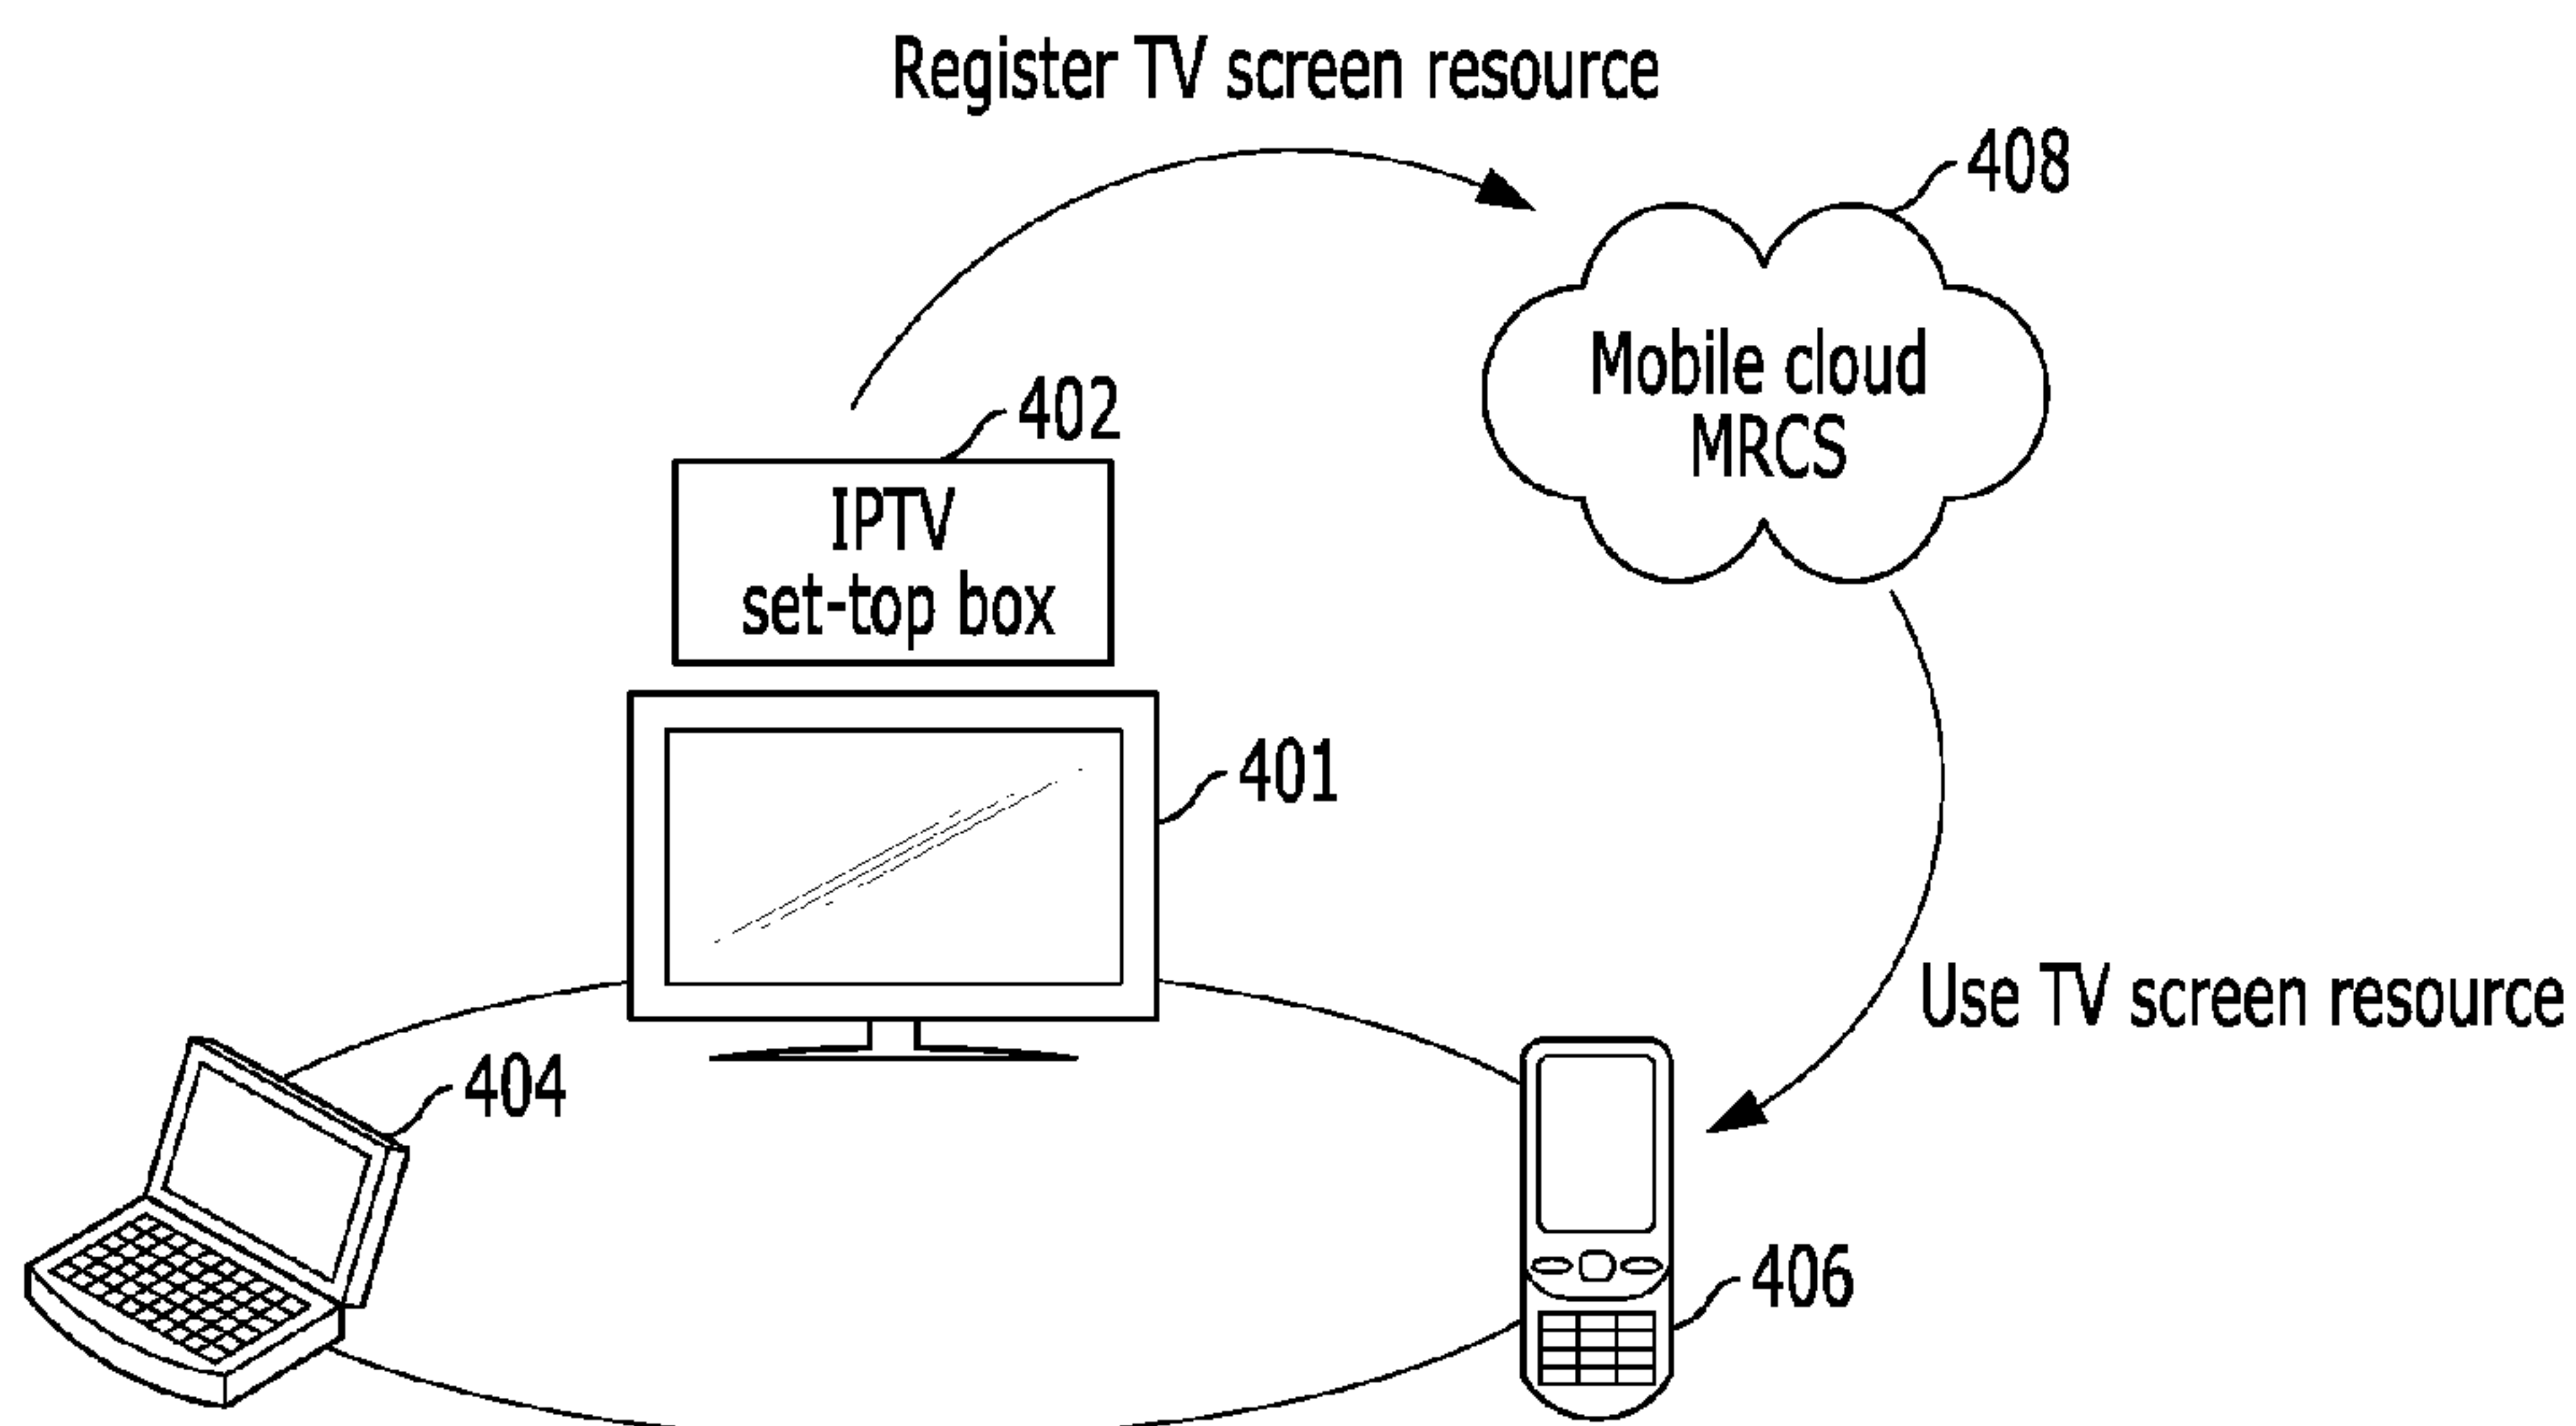 Register TV screen resource
408
Mobile cloud
MRCS
402
IPTV
set-top box
401
Use TV screen resource
404
406